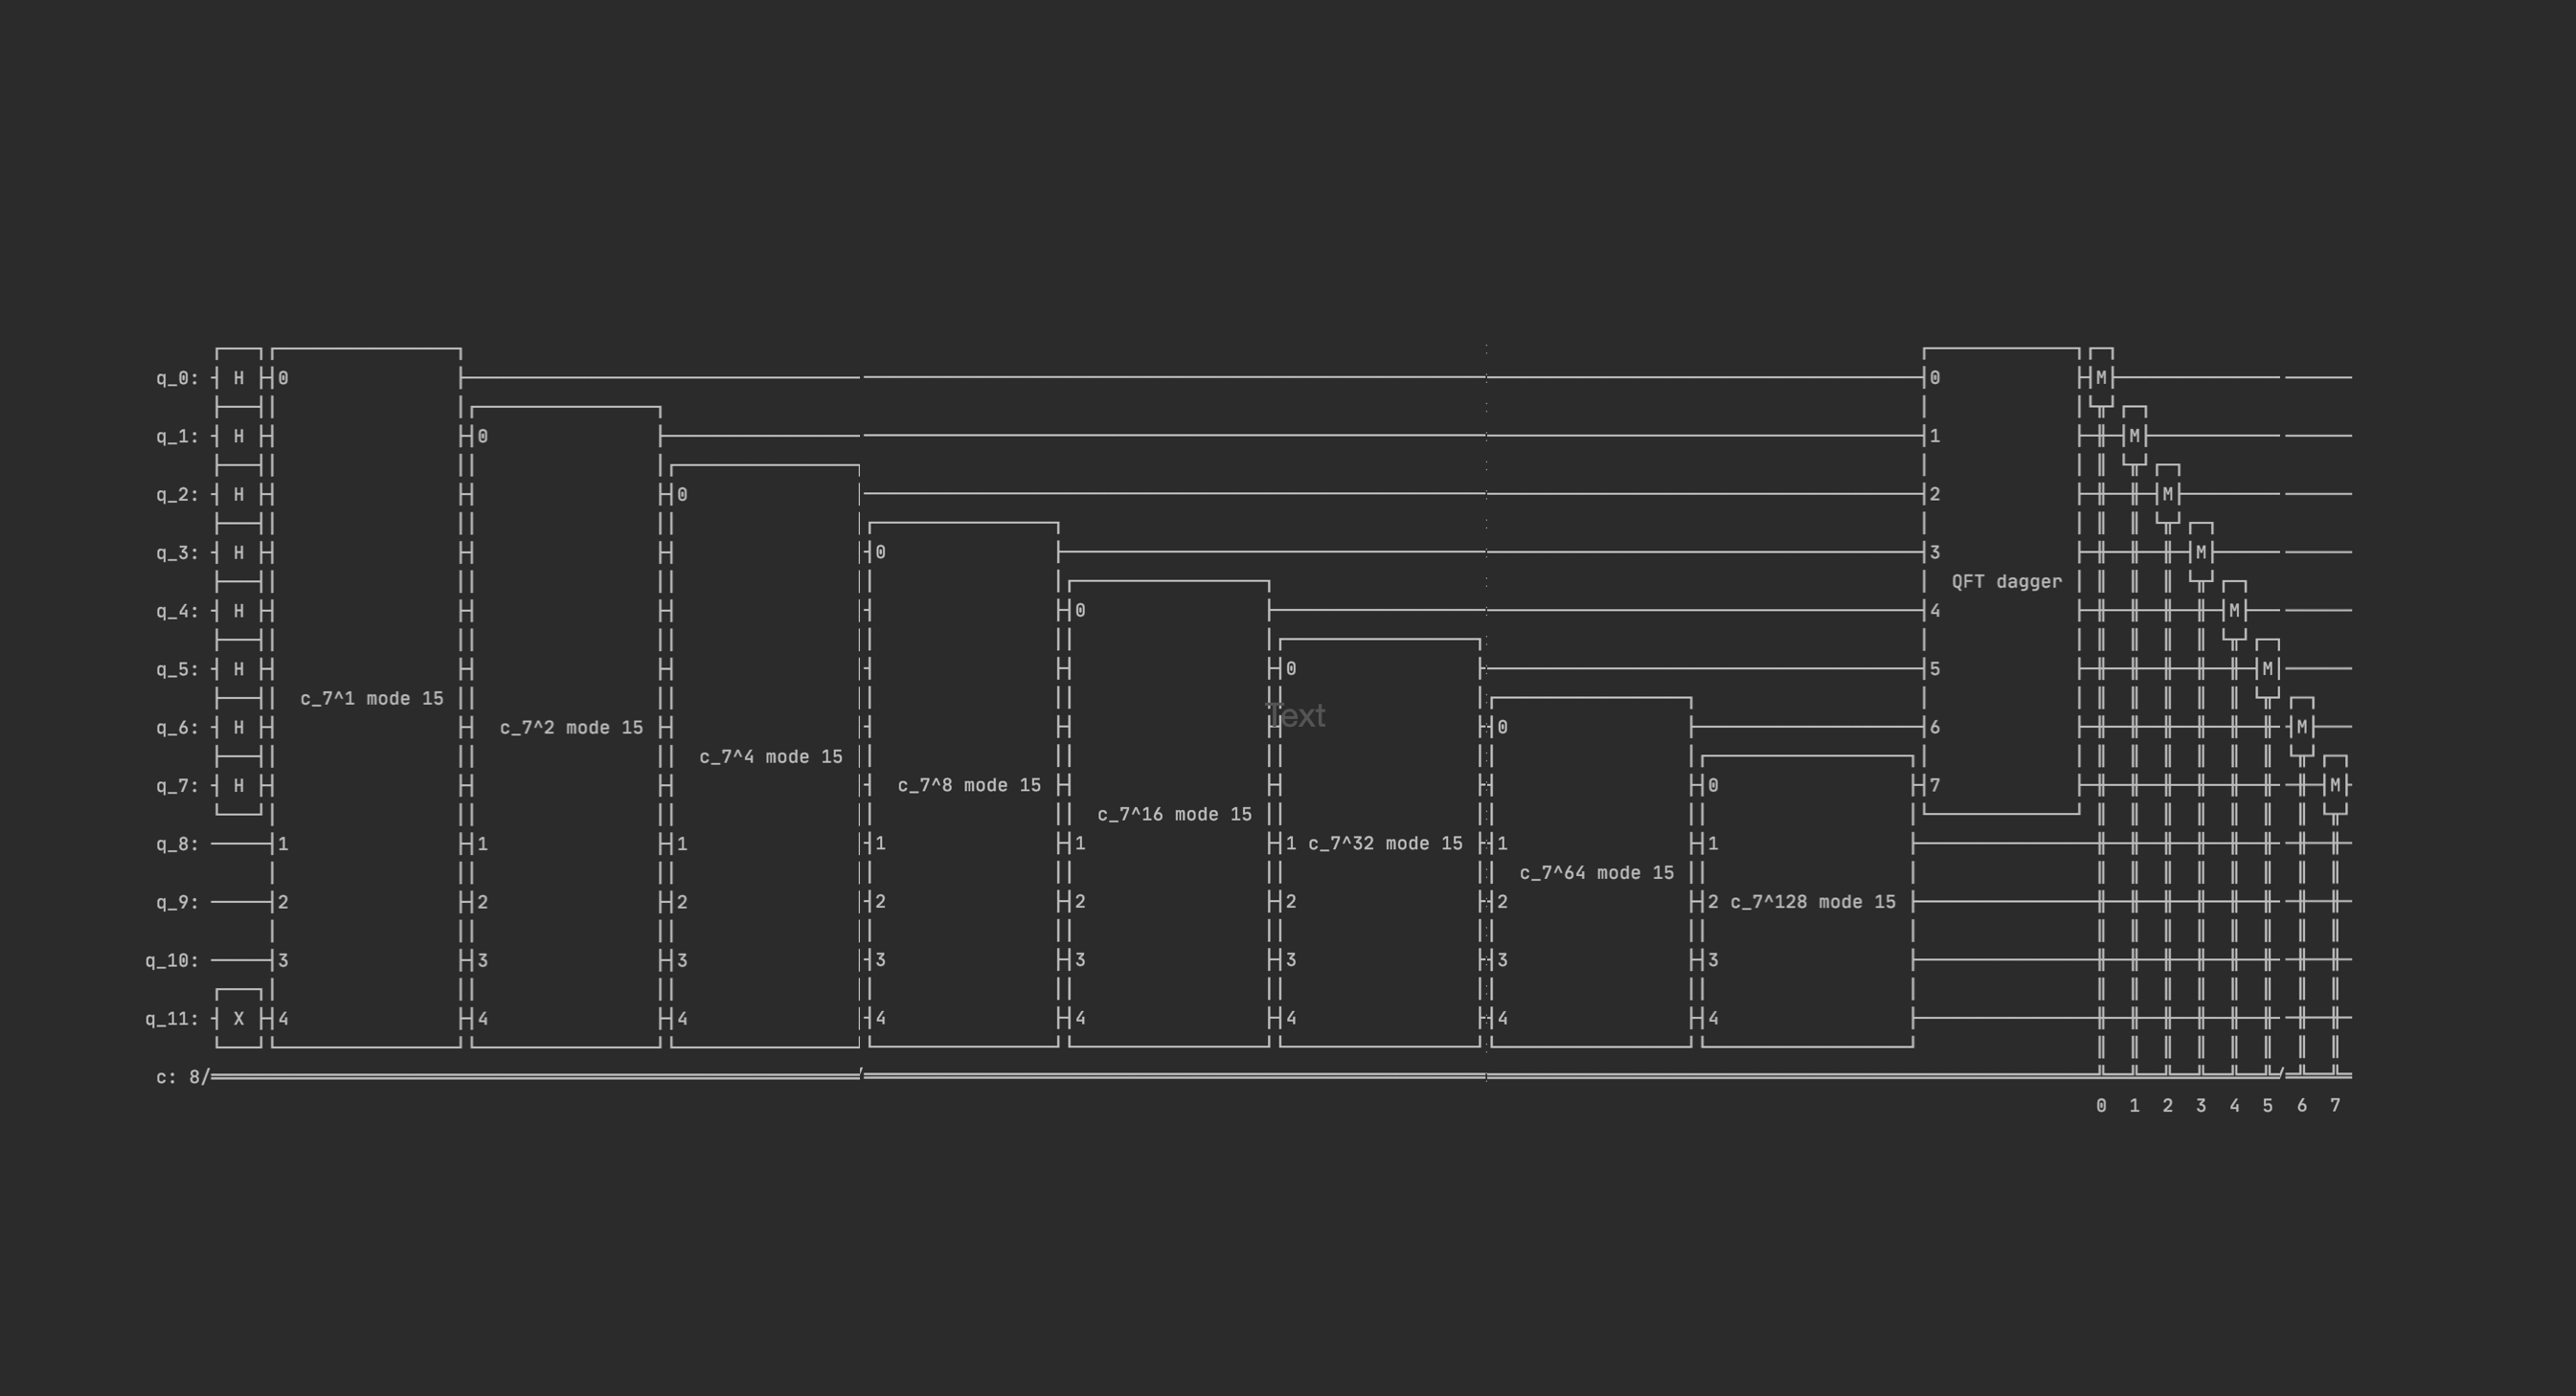 q_0: H 0 0 M
q_1: H 0 1 M
q_2: H 0 2 M
q_3: H 0 3 M
QFT dagger
q_4: H 0 4 M
q_5: H 0 5 M
c_7^1 mode 15
Text
q_6: H c_7^2 mode 15 0 6 M
c_7^4 mode 15
q_7: H c_7^8 mode 15 0 7 M
c_7^16 mode 15
q_8: 1 1 1 1 1 1 c_7^32 mode 15 1 1
c_7^64 mode 15
q_9: 2 2 2 2 2 2 2 2 c_7^128 mode 15
q_10: 3 3 3 3 3 3 3 3
q_11: X 4 4 4 4 4 4 4 4
c: 8/
0 1 2 3 4 5 6 7